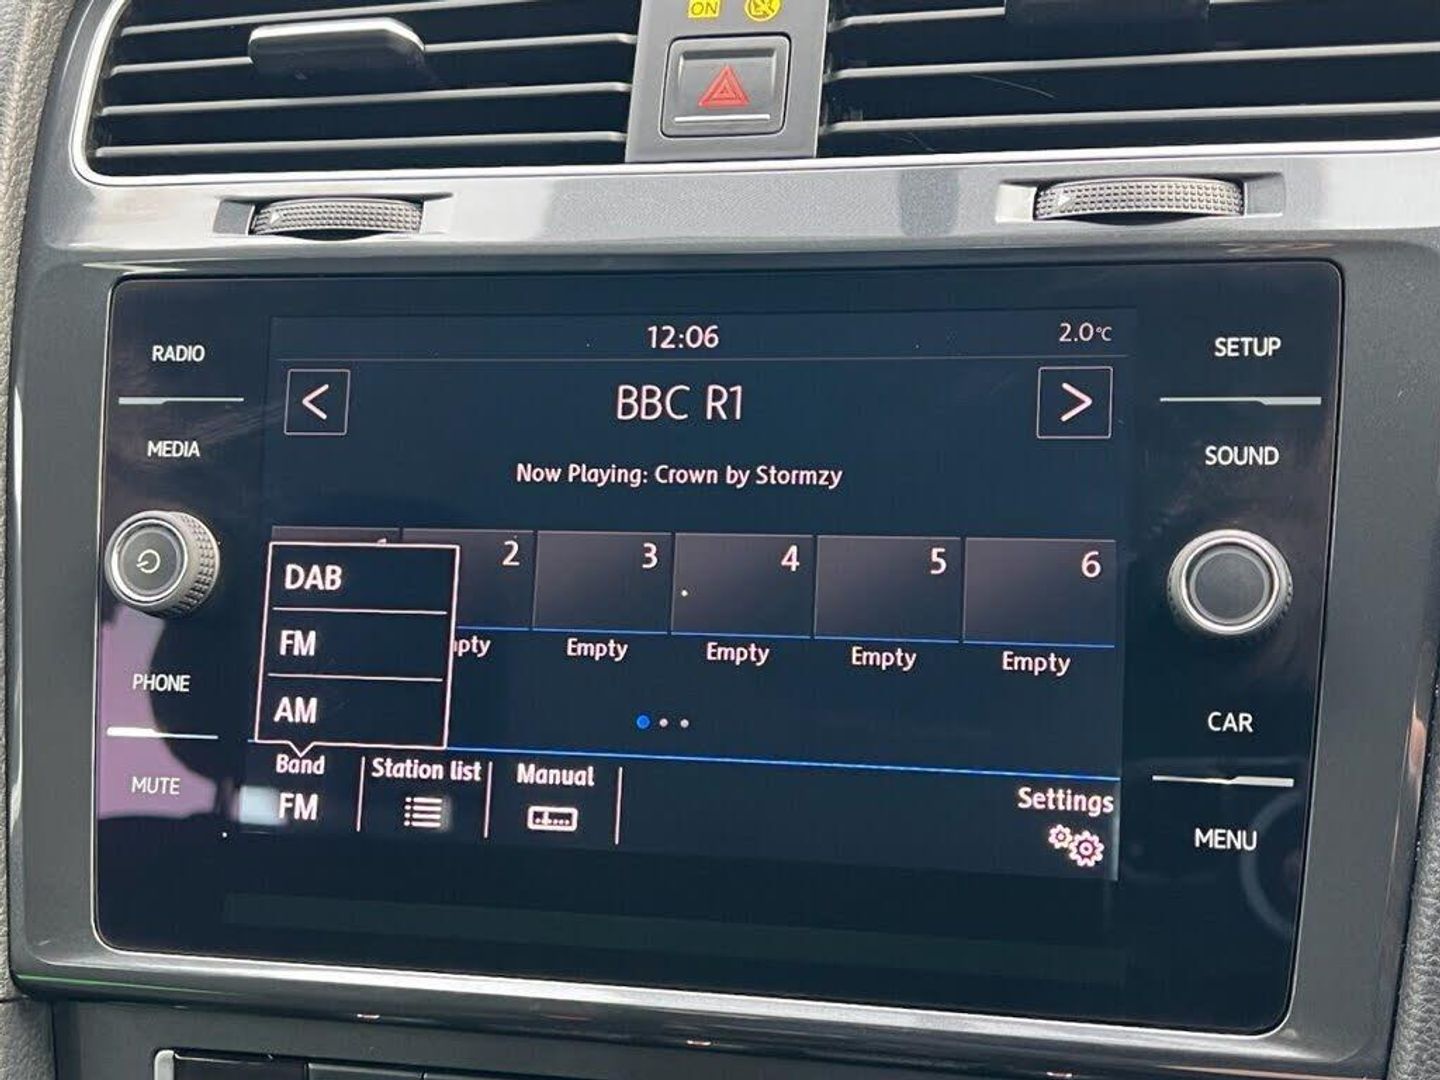 ON
RADIO
MEDIA
PHONE
MUTE
12:06
2.0°C
<
BBC R1
>
Now Playing: Crown by Stormzy
2
3
4
5
6
Empty
Empty
Empty
Empty
DAB
FM
AM
Band
FM
Station list
Manual
Settings
SETUP
SOUND
CAR
MENU